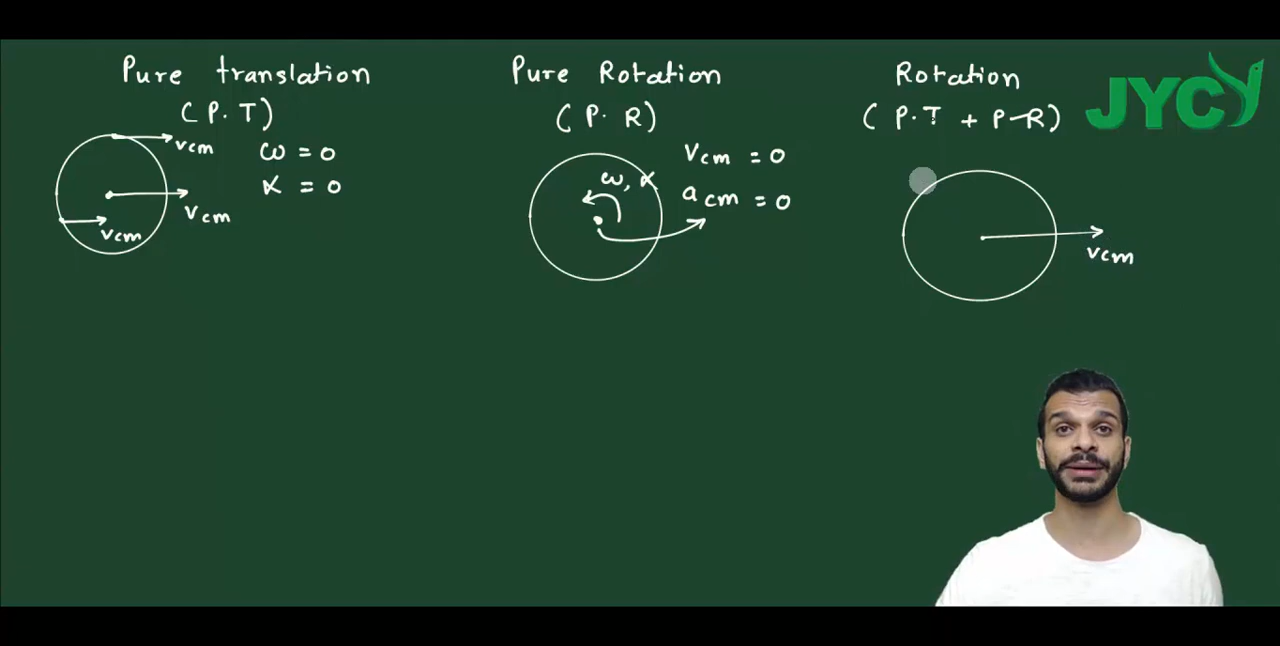 Pure translation
(P.T)
vcm
ω = 0
α = 0
vcm
vcm
Pure Rotation
(P.R)
ω, α
vcm = 0
acm = 0
Rotation
(P.T + P-R)
vcm
JYC